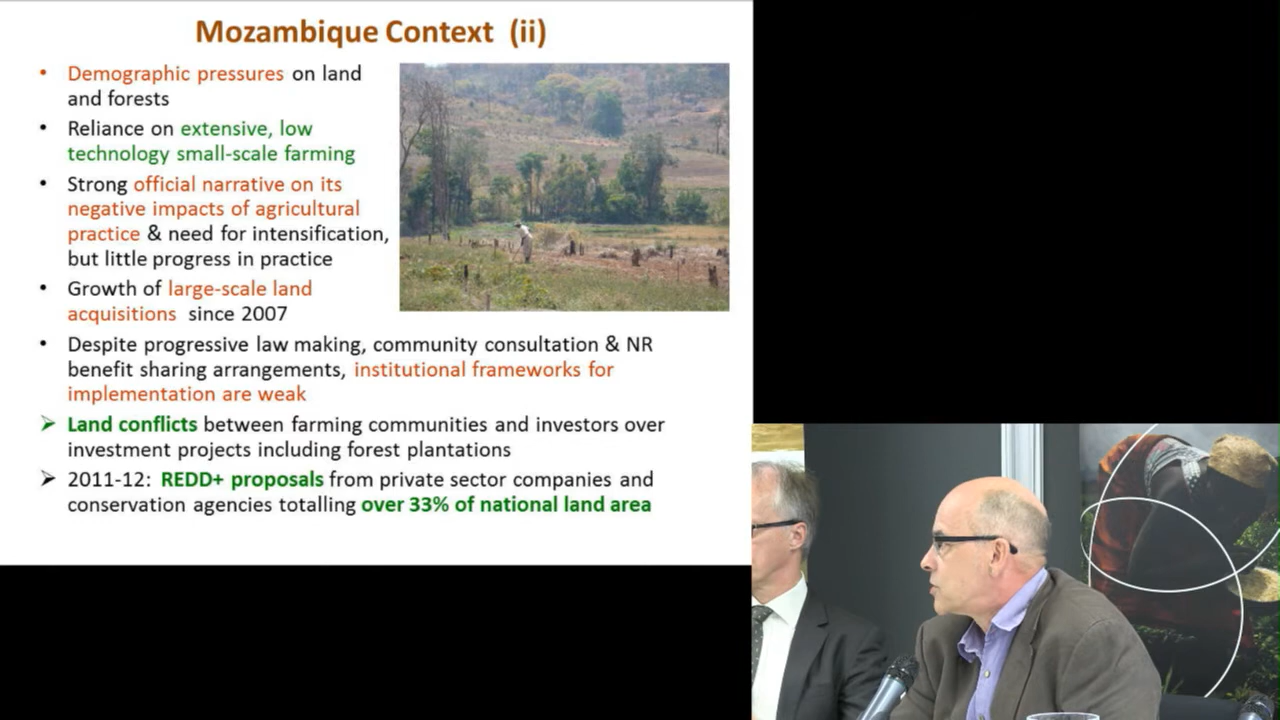 Mozambique Context (ii)
• Demographic pressures on land
and forests
• Reliance on extensive, low
technology small-scale farming
• Strong official narrative on its
negative impacts of agricultural
practice & need for intensification,
but little progress in practice
• Growth of large-scale land
acquisitions since 2007
• Despite progressive law making, community consultation & NR
benefit sharing arrangements, institutional frameworks for
implementation are weak
➢ Land conflicts between farming communities and investors over
investment projects including forest plantations
➢ 2011-12: REDD+ proposals from private sector companies and
conservation agencies totalling over 33% of national land area